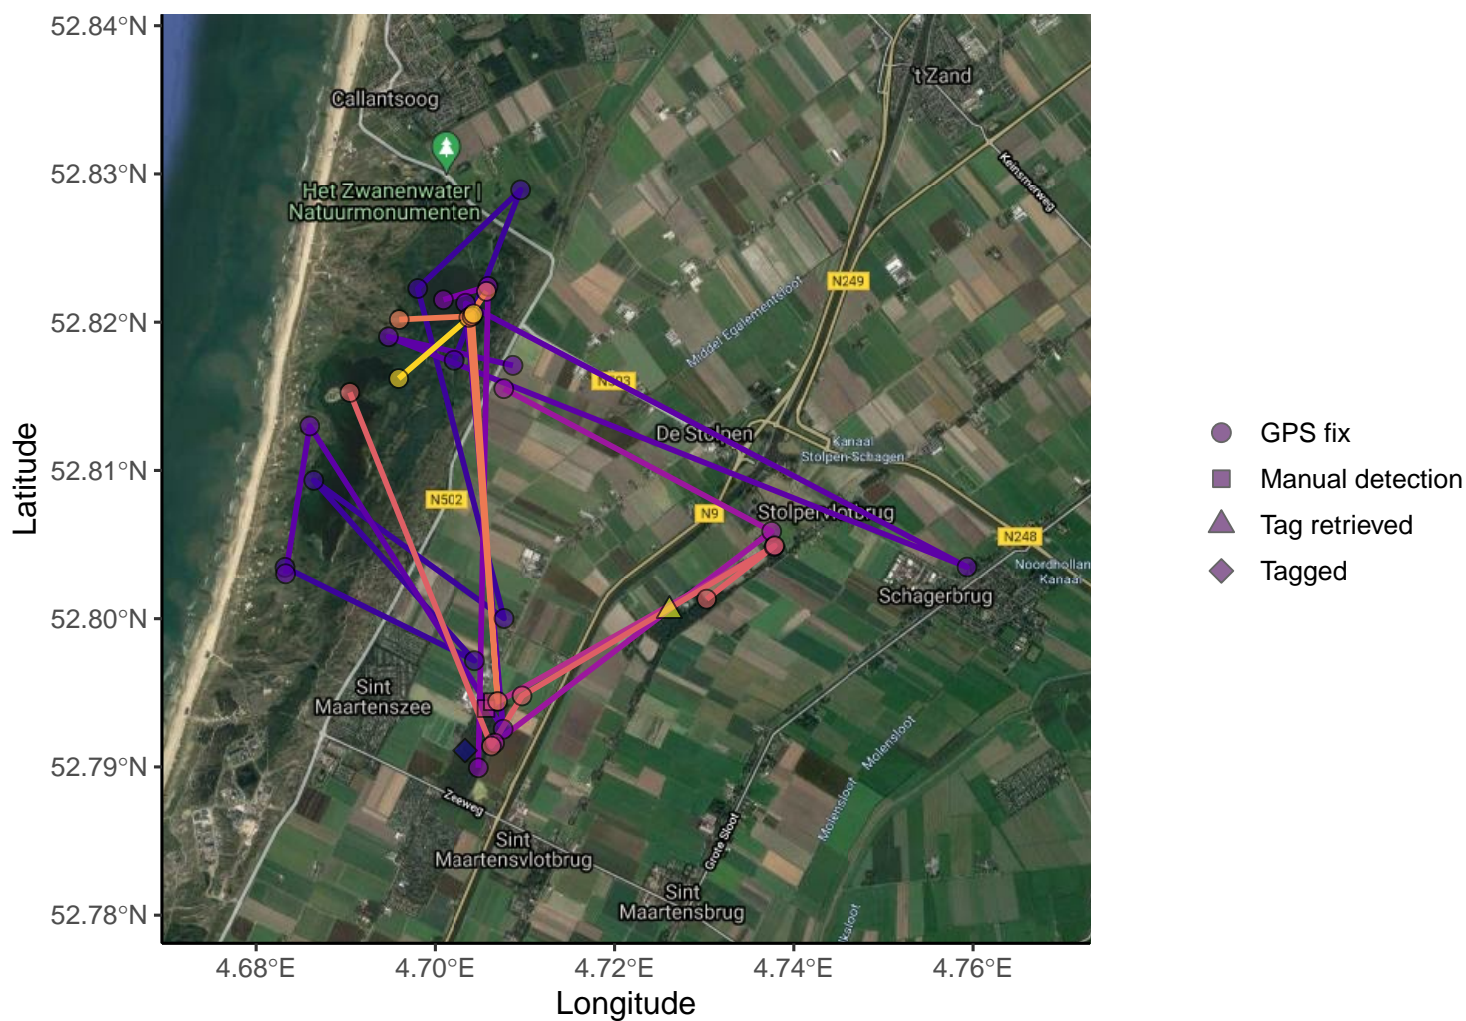 52.84°N
52.83°N
52.82°N
52.81°N
52.80°N
52.79°N
52.78°N
Latitude
4.68°E
4.70°E
4.72°E
4.74°E
4.76°E
Longitude
Callantsoog
't Zand
Keinsmerweg
Het Zwanenwater |
Natuurmonumenten
N249
Middel Egalementsloot
N503
De Stolpen
Kanaal
Stolpen-Schagen
N502
N9
Stolpervlotbrug
N248
Noordhollan
Kanaal
Schagerbrug
Sint
Maartenszee
Zeeweg
Molensloot
Molensloot
Grote Sloot
Sint
Maartensvlotbrug
Sint
Maartensbrug
ksloot
GPS fix
Manual detection
Tag retrieved
Tagged